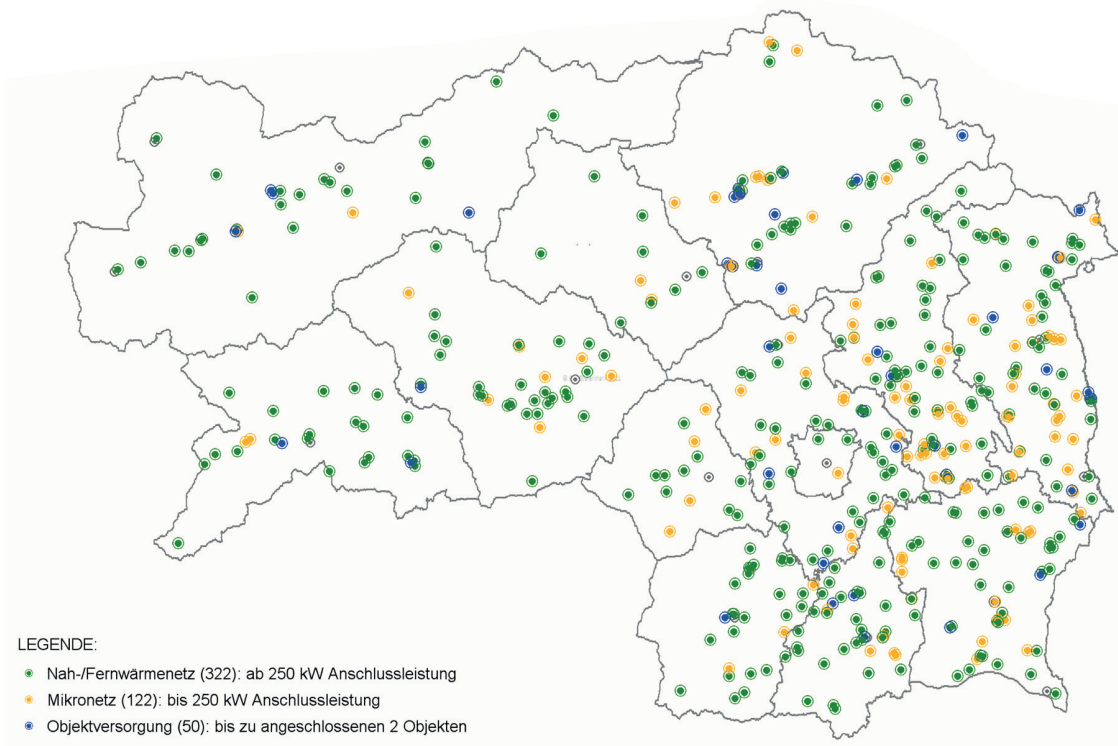 LEGENDE:
Nah-/Fernwärmenetz (322): ab 250 kW Anschlussleistung
Mikronetz (122): bis 250 kW Anschlussleistung
Objektversorgung (50): bis zu angeschlossenen 2 Objekten